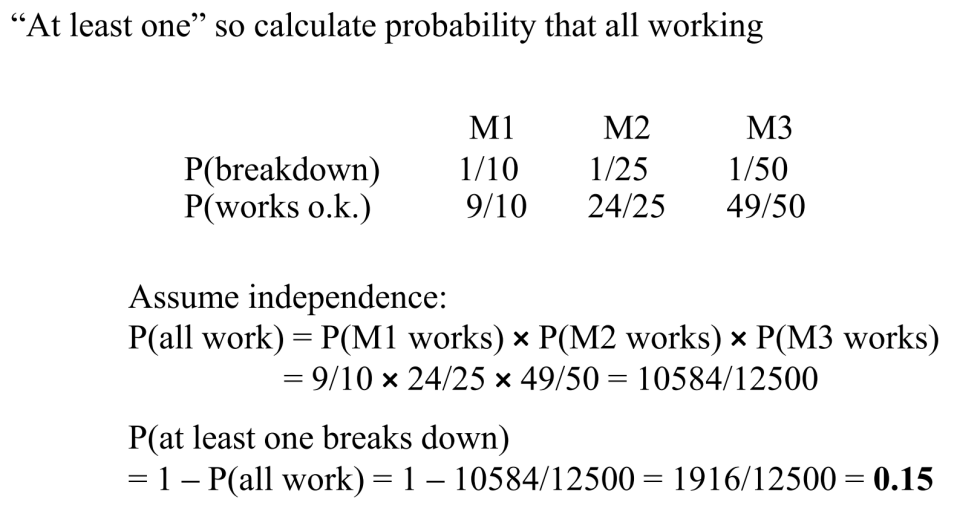 “At least one” so calculate probability that all working
M1 M2 M3
P(breakdown) 1/10 1/25 1/50
P(works o.k.) 9/10 24/25 49/50
Assume independence:
P(all work) = P(M1 works) × P(M2 works) × P(M3 works)
= 9/10 × 24/25 × 49/50 = 10584/12500
P(at least one breaks down)
= 1 – P(all work) = 1 – 10584/12500 = 1916/12500 = 0.15